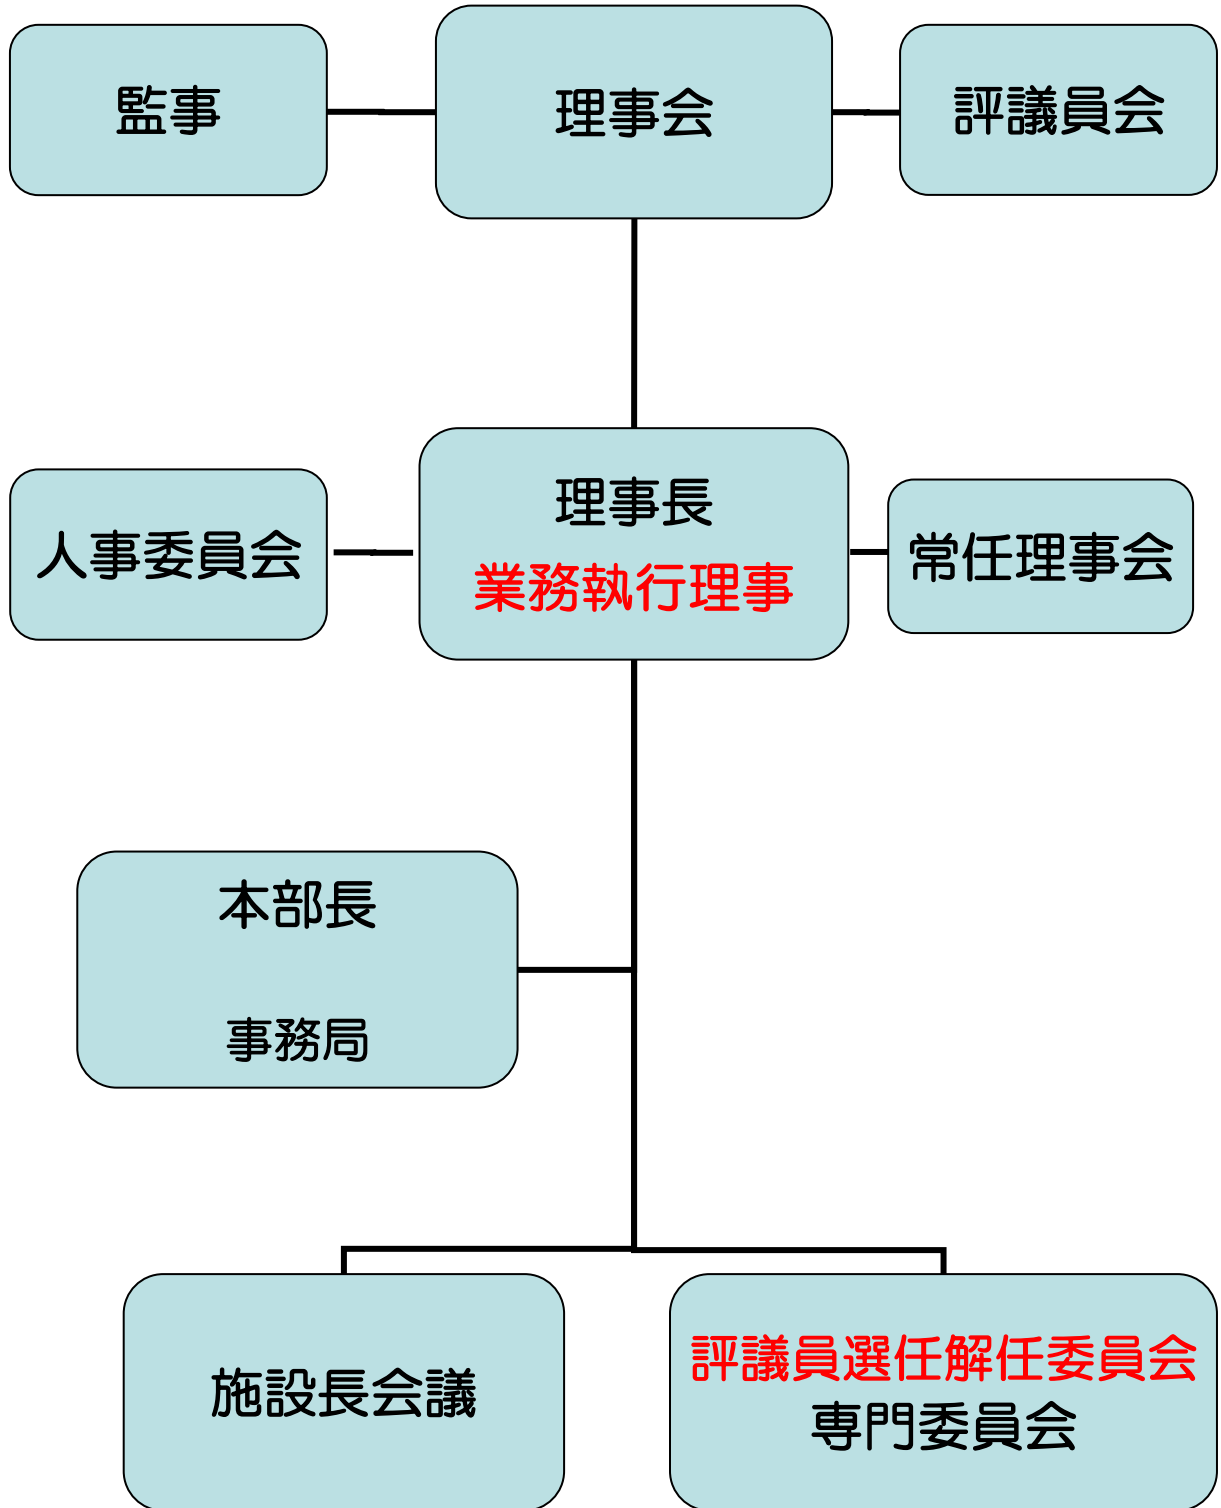 監事
理事会
評議員会
人事委員会
理事長
業務執行理事
常任理事会
本部長
事務局
施設長会議
評議員選任解任委員会
専門委員会